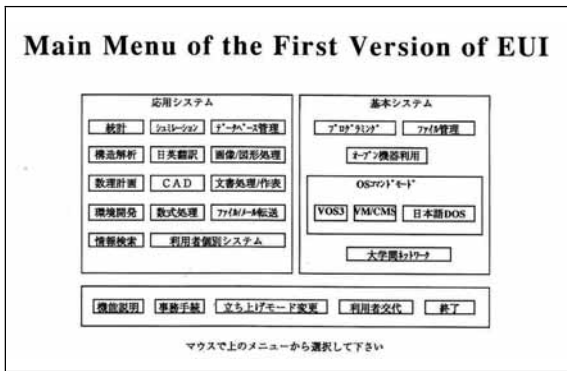 Main Menu of the First Version of EUI
応用システム
統計 シュミレーション データベース管理
構造解析 日英翻訳 画像/図形処理
数理計画 CAD 文書処理/作表
環境開発 数式処理 ファイル/メール転送
情報検索 利用者個別システム
基本システム
プログラミング ファイル管理
オープン機器利用
OSコマンドモード
VOS3 VM/CMS 日本語DOS
大学間ネットワーク
機能説明 事務手続 立ち上げモード変更 利用者交代 終了
マウスで上のメニューから選択して下さい